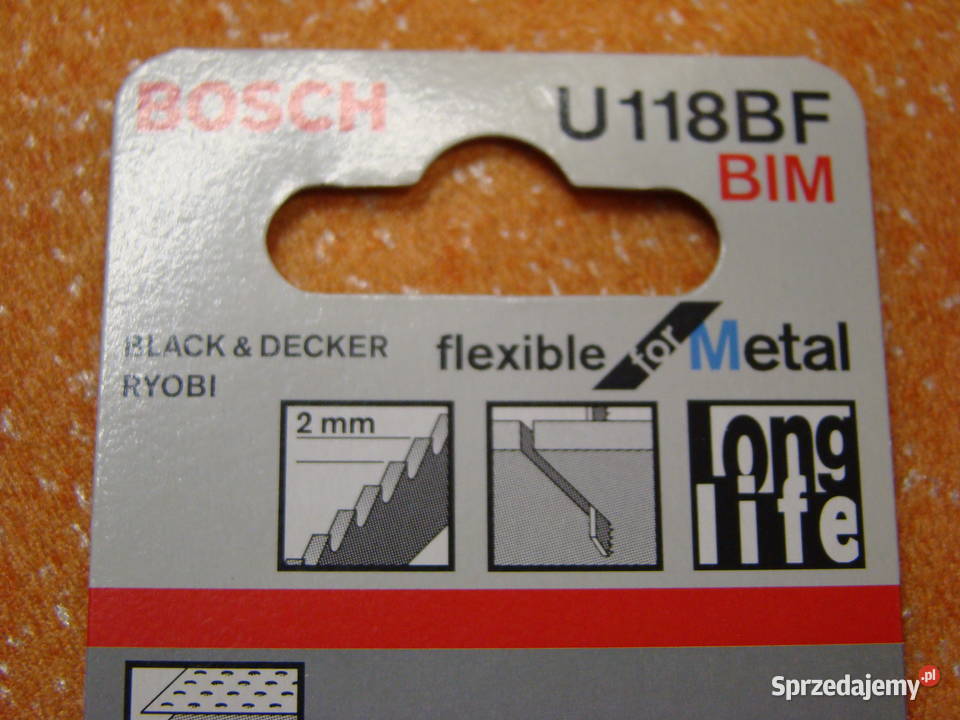 BOSCH
U118BF
BIM
BLACK & DECKER
RYOBI
flexible for Metal
2 mm
Long
life
Sprzedajemy.pl